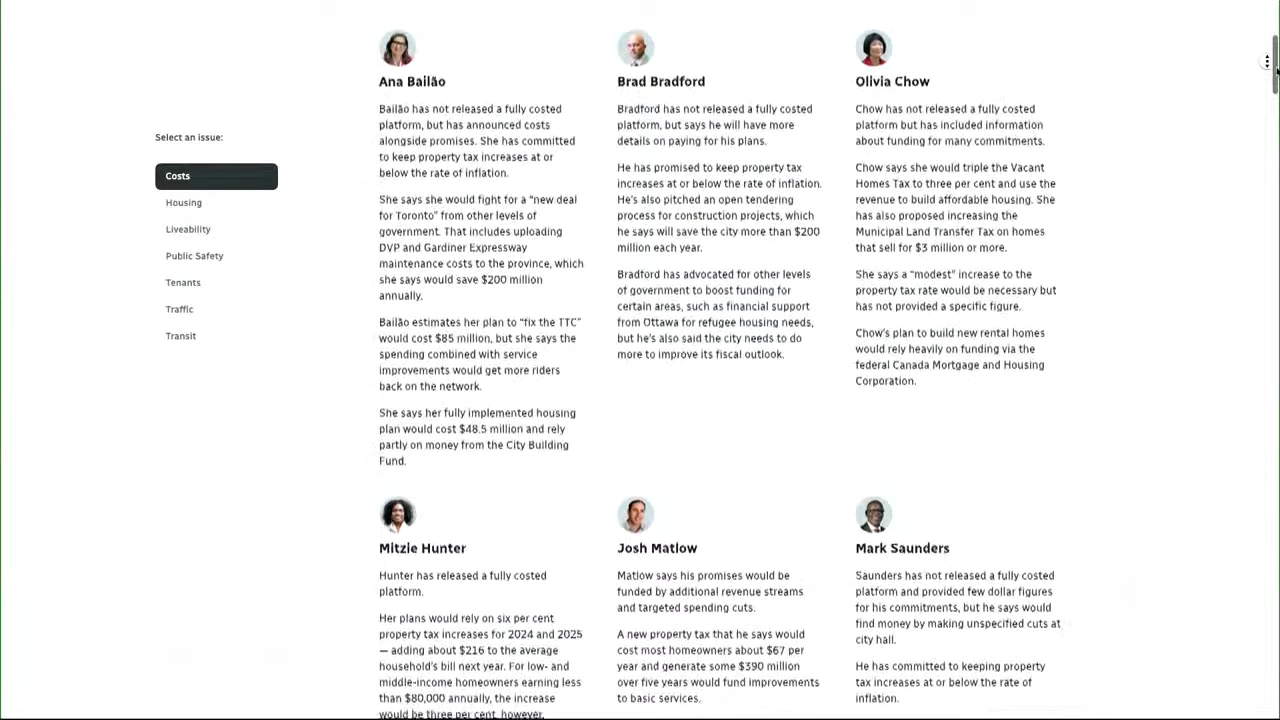 Select an issue:
Costs
Housing
Liveability
Public Safety
Tenants
Traffic
Transit
Ana Bailão
Bailão has not released a fully costed
platform, but has announced costs
alongside promises. She has committed
to keep property tax increases at or
below the rate of inflation.
She says she would fight for a “new deal
for Toronto” from other levels of
government. That includes uploading
DVP and Gardiner Expressway
maintenance costs to the province, which
she says would save $200 million
annually.
Bailão estimates her plan to “fix the TTC”
would cost $85 million, but she says the
spending combined with service
improvements would get more riders
back on the network.
She says her fully implemented housing
plan would cost $48.5 million and rely
partly on money from the City Building
Fund.
Brad Bradford
Bradford has not released a fully costed
platform, but says he will have more
details on paying for his plans.
He has promised to keep property tax
increases at or below the rate of inflation.
He's also pitched an open tendering
process for construction projects, which
he says will save the city more than $200
million each year.
Bradford has advocated for other levels
of government to boost funding for
certain areas, such as financial support
from Ottawa for refugee housing needs,
but he's also said the city needs to do
more to improve its fiscal outlook.
Olivia Chow
Chow has not released a fully costed
platform but has included information
about funding for many commitments.
Chow says she would triple the Vacant
Homes Tax to three per cent and use the
revenue to build affordable housing. She
has also proposed increasing the
Municipal Land Transfer Tax on homes
that sell for $3 million or more.
She says a “modest” increase to the
property tax rate would be necessary but
has not provided a specific figure.
Chow's plan to build new rental homes
would rely heavily on funding via the
federal Canada Mortgage and Housing
Corporation.
Mitzie Hunter
Hunter has released a fully costed
platform.
Her plans would rely on six per cent
property tax increases for 2024 and 2025
— adding about $216 to the average
household's bill next year. For low- and
middle-income homeowners earning less
than $80,000 annually, the increase
would be three per cent, however,
Josh Matlow
Matlow says his promises would be
funded by additional revenue streams
and targeted spending cuts.
A new property tax that he says would
cost most homeowners about $67 per
year and generate some $390 million
over five years would fund improvements
to basic services.
Mark Saunders
Saunders has not released a fully costed
platform and provided few dollar figures
for his commitments, but he says would
find money by making unspecified cuts at
city hall.
He has committed to keeping property
tax increases at or below the rate of
inflation.